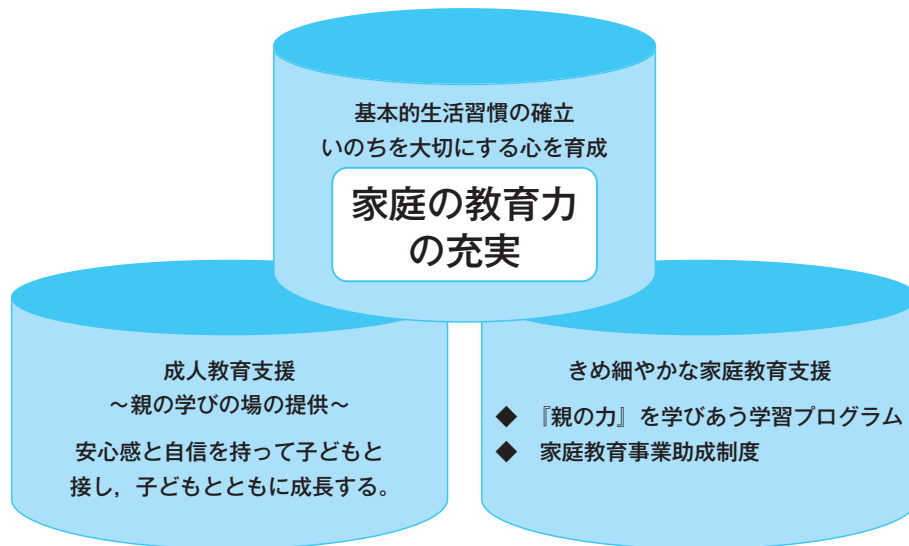 基本的生活習慣の確立
いのちを大切にする心を育成
家庭の教育力
の充実
成人教育支援
～親の学びの場の提供～
安心感と自信を持って子どもと
接し，子どもとともに成長する。
きめ細やかな家庭教育支援
◆ 『親の力』を学びあう学習プログラム
◆ 家庭教育事業助成制度